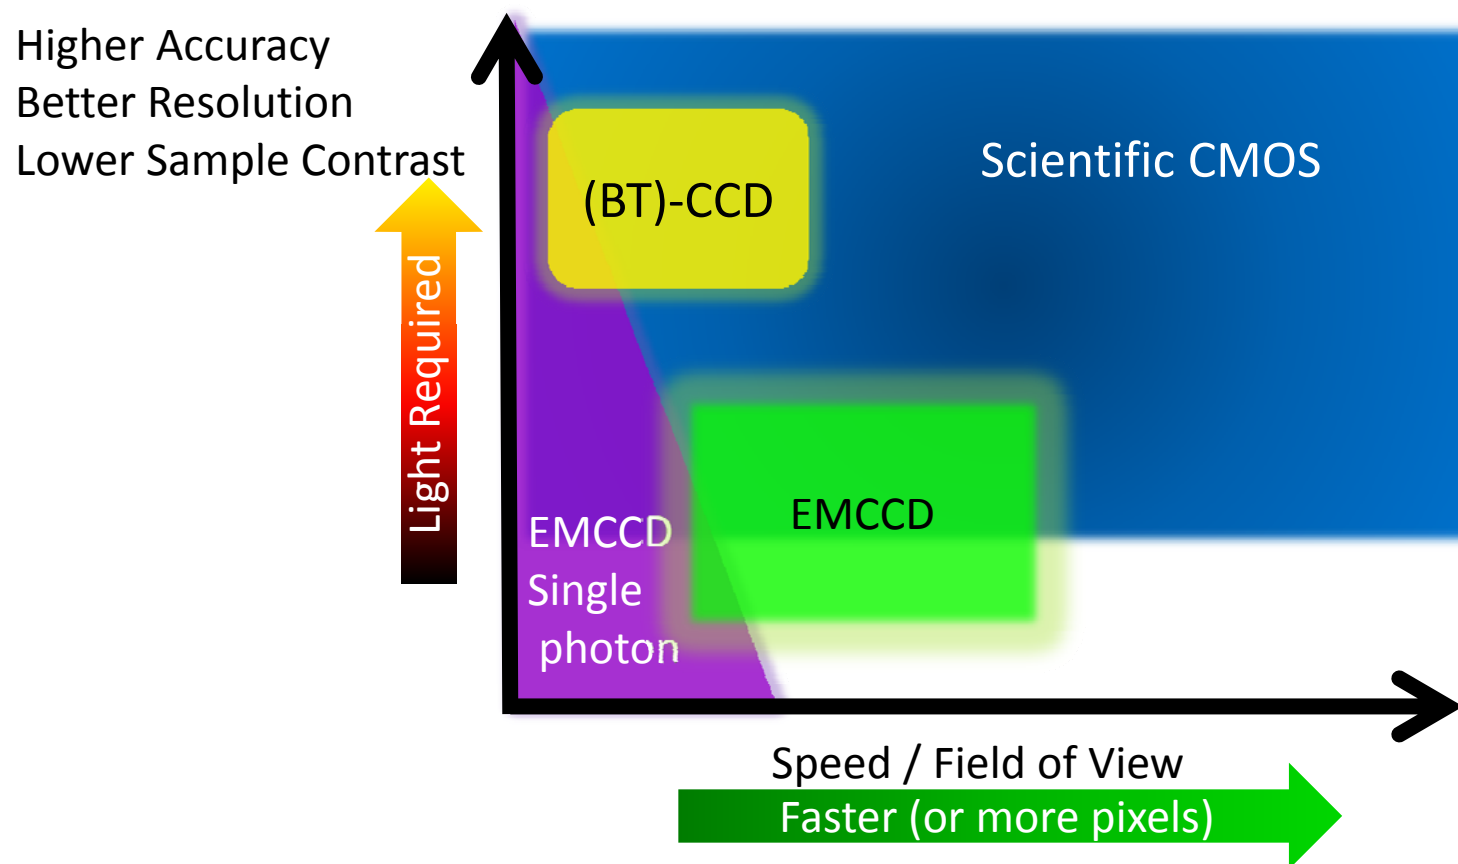 Higher Accuracy
Better Resolution
Lower Sample Contrast
Light Required
(BT)-CCD
Scientific CMOS
EMCCD
EMCCD
Single
photon
Speed / Field of View
Faster (or more pixels)